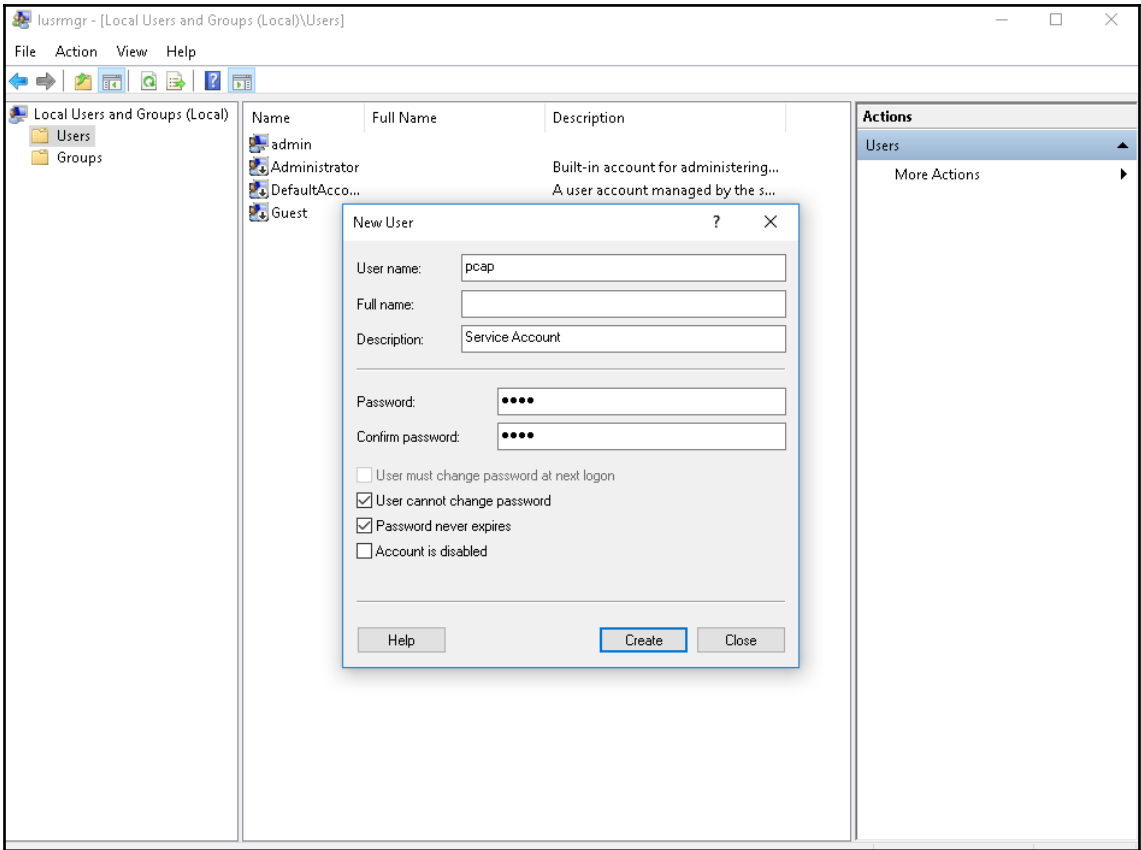 lusrmgr - [Local Users and Groups (Local)\Users]
File Action View Help
Local Users and Groups (Local)
Users
Groups
Name Full Name Description
admin
Administrator Built-in account for administering...
DefaultAcco... A user account managed by the s...
Guest
Actions
Users
More Actions
New User ?
User name: pcap
Full name:
Description: Service Account
Password: ••••
Confirm password: ••••
User must change password at next logon
User cannot change password
Password never expires
Account is disabled
Help Create Close